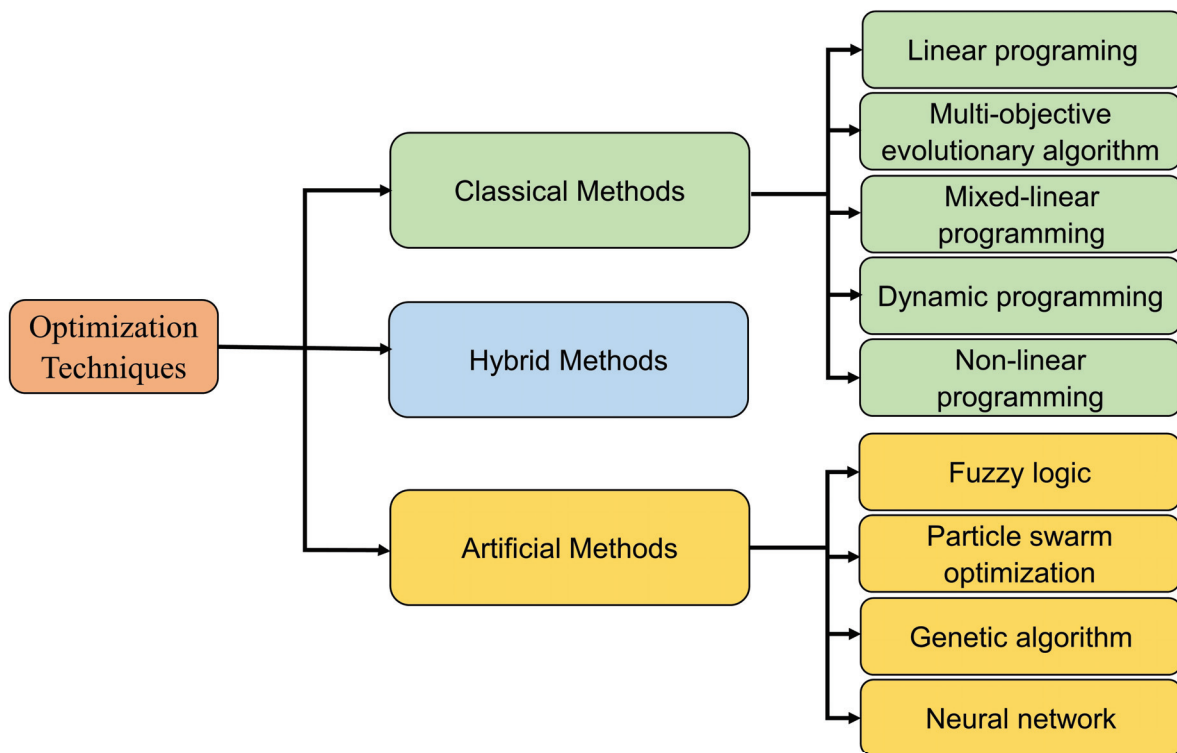 Optimization
Techniques
Classical Methods
Hybrid Methods
Artificial Methods
Linear programing
Multi-objective
evolutionary algorithm
Mixed-linear
programming
Dynamic programming
Non-linear
programming
Fuzzy logic
Particle swarm
optimization
Genetic algorithm
Neural network